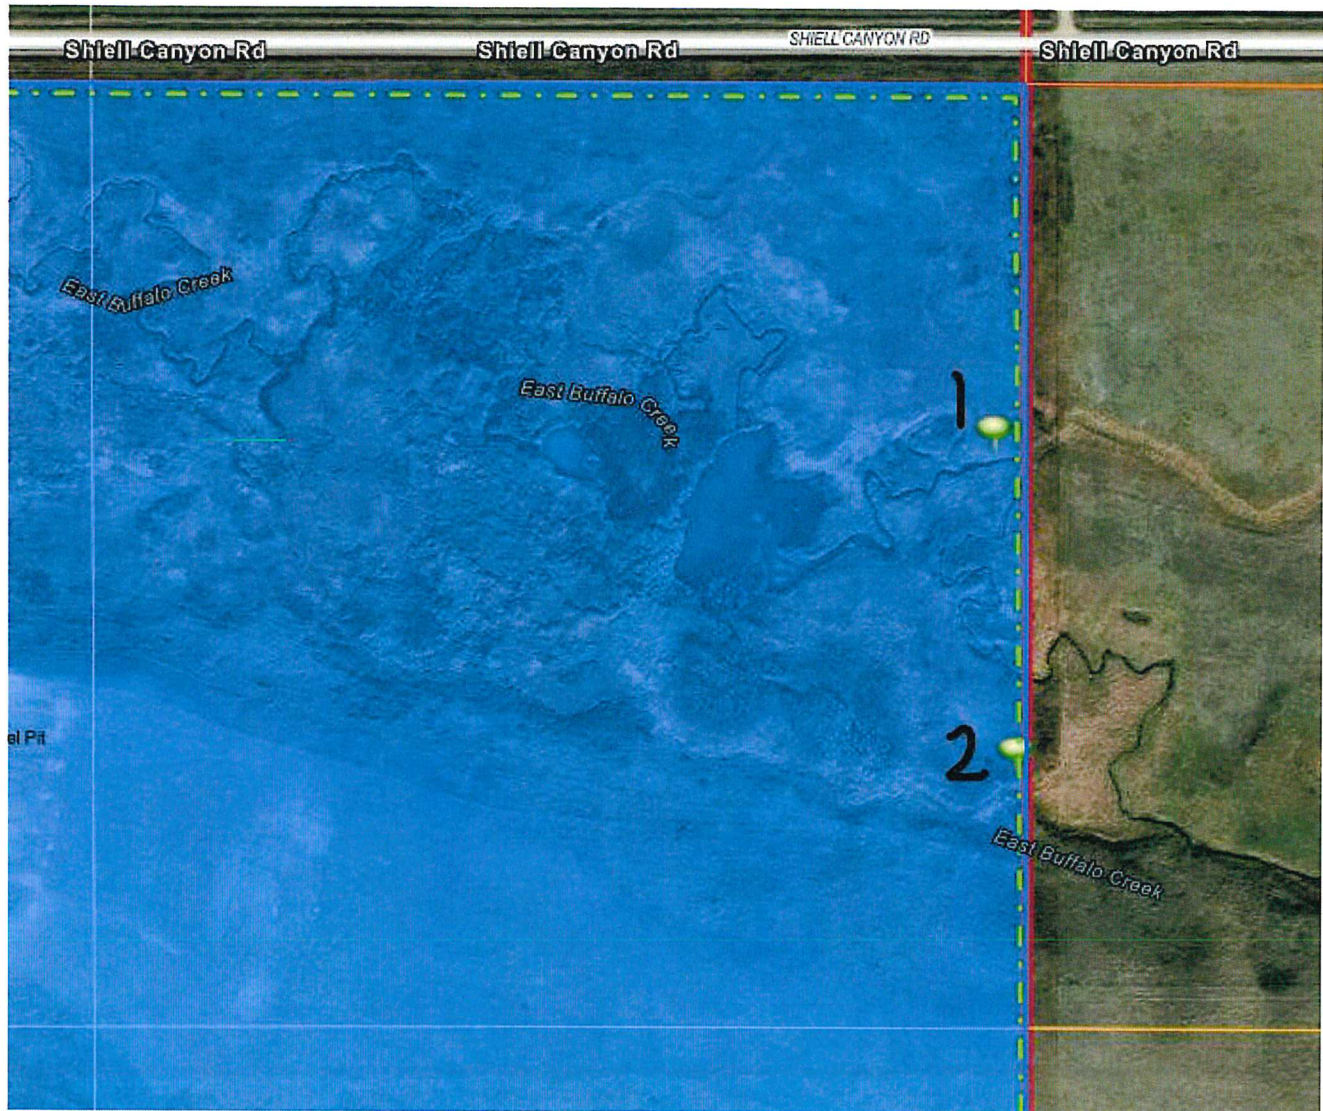 SHIELL CANYON RD
Shiell Canyon Rd
Shiell Canyon Rd
Shiell Canyon Rd
East Buffalo Creek
East Buffalo Creek
1
el Pit
2
East Buffalo Creek